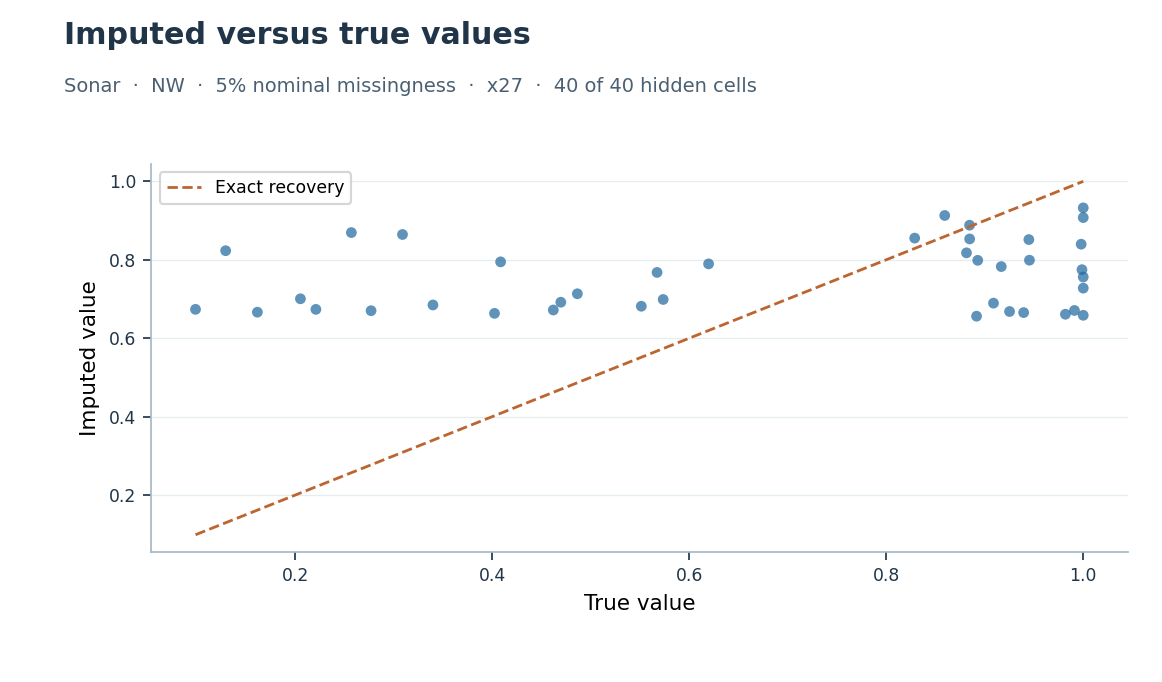 Imputed versus true values
Sonar · NW · 5% nominal missingness · x27 · 40 of 40 hidden cells
Exact recovery
1.0
0.8
0.6
0.4
0.2
Imputed value
0.2 0.4 0.6 0.8 1.0
True value